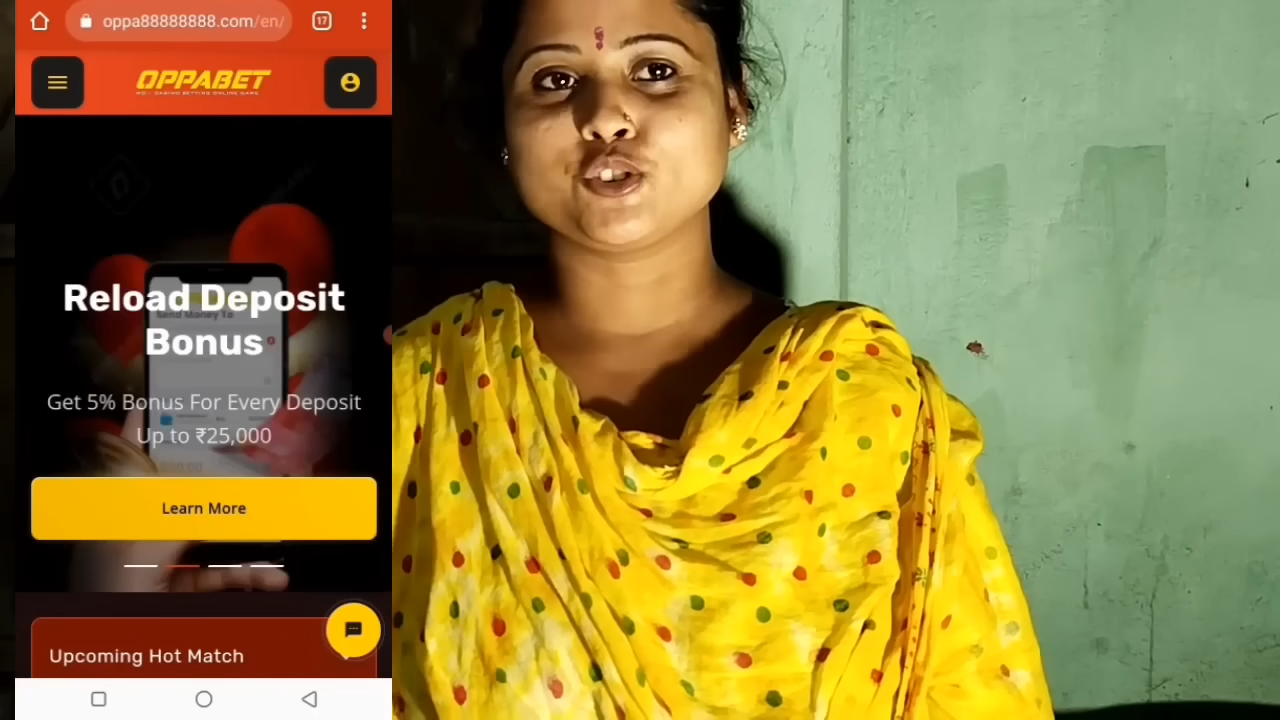 oppa88888888.com/en/
17
OPPABET
Reload Deposit
Bonus
Get 5% Bonus For Every Deposit
Up to ₹25,000
Learn More
Upcoming Hot Match